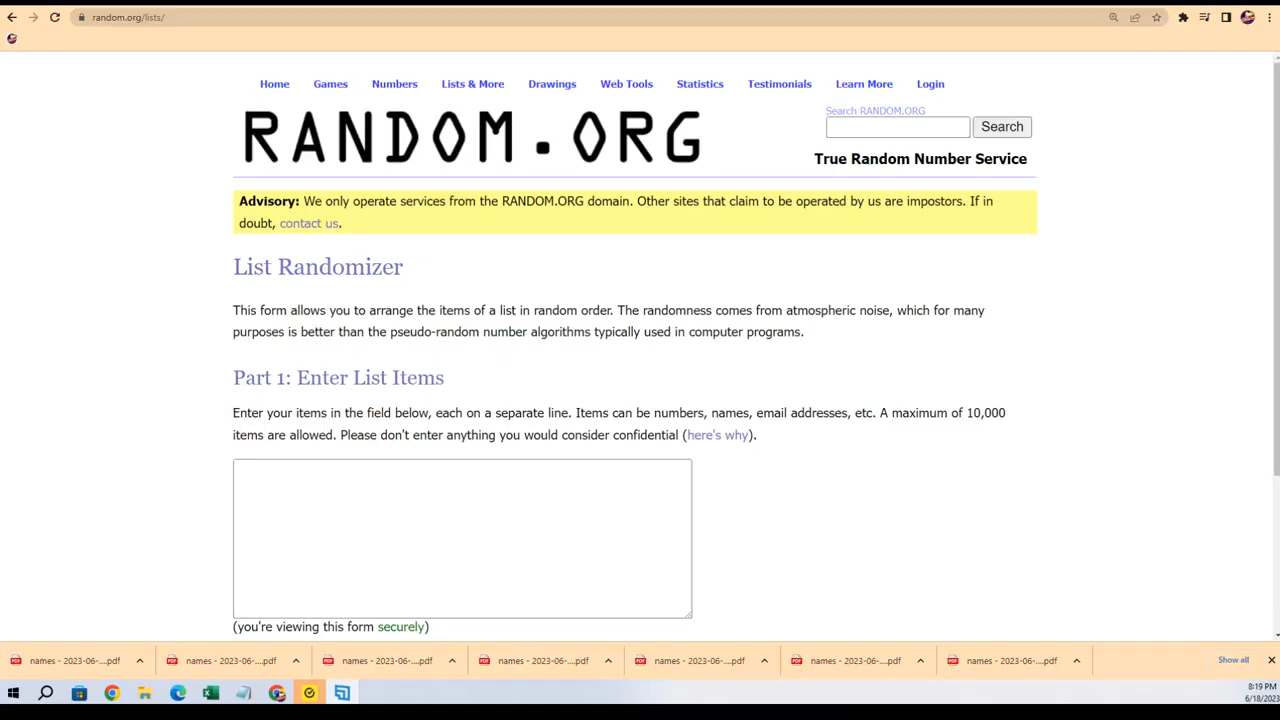 random.org/lists/
Home Games Numbers Lists & More Drawings Web Tools Statistics Testimonials Learn More Login
RANDOM.ORG
Search RANDOM.ORG
Search
True Random Number Service
Advisory: We only operate services from the RANDOM.ORG domain. Other sites that claim to be operated by us are impostors. If in
doubt, contact us.
List Randomizer
This form allows you to arrange the items of a list in random order. The randomness comes from atmospheric noise, which for many
purposes is better than the pseudo-random number algorithms typically used in computer programs.
Part 1: Enter List Items
Enter your items in the field below, each on a separate line. Items can be numbers, names, email addresses, etc. A maximum of 10,000
items are allowed. Please don't enter anything you would consider confidential (here's why).
(you're viewing this form securely)
names - 2023-06-....pdf names - 2023-06-....pdf names - 2023-06-....pdf names - 2023-06-....pdf names - 2023-06-....pdf names - 2023-06-....pdf names - 2023-06-....pdf Show all
8:19 PM
6/18/2023